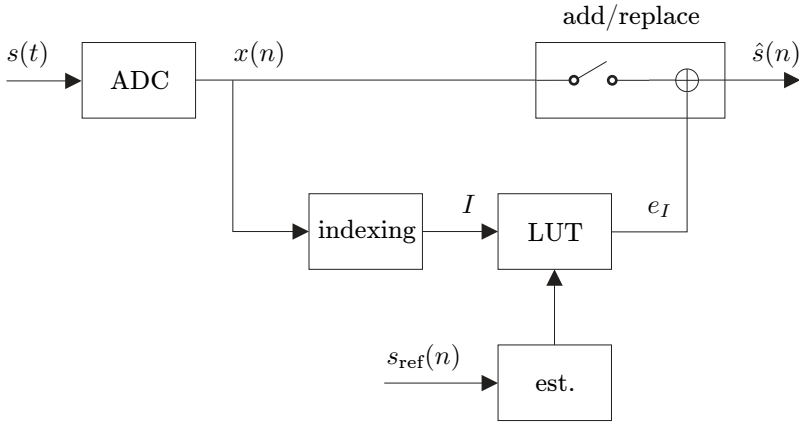 add/replace
s(t)
ADC
x(n)
ŝ(n)
indexing
I
LUT
e_I
s_ref(n)
est.